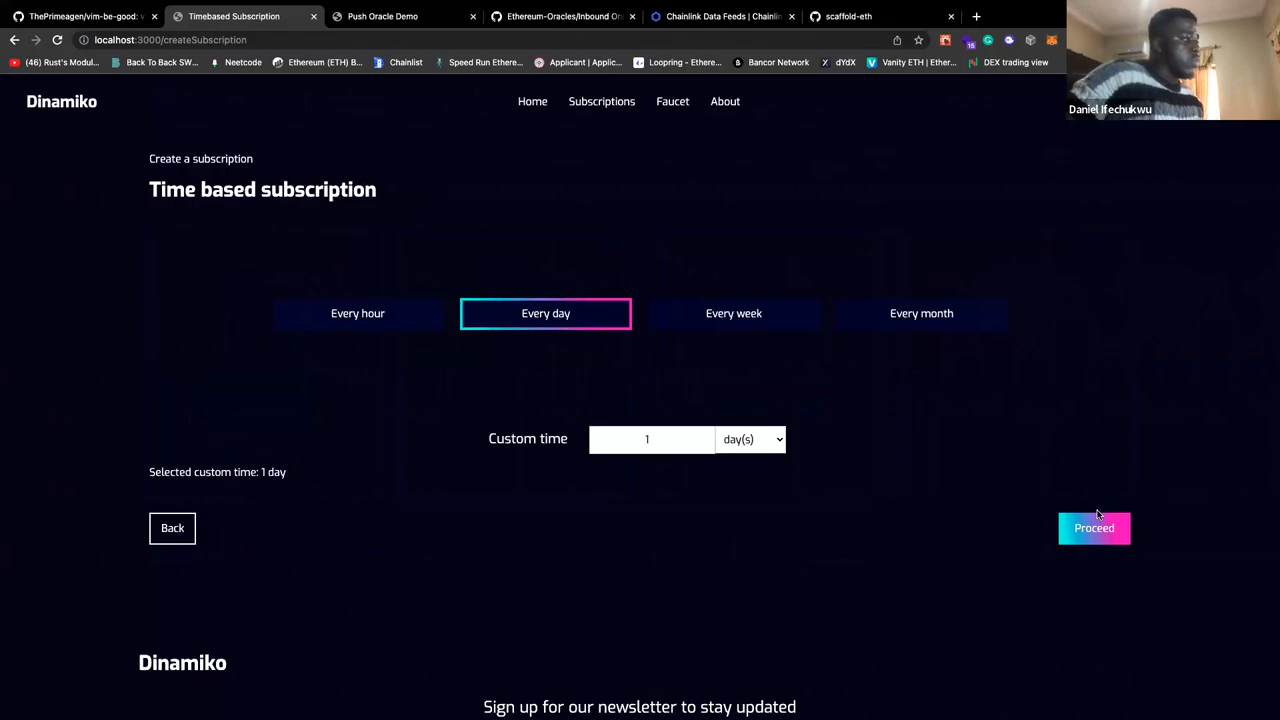 ThePrimeagen/vim-be-good: v
Timebased Subscription
Push Oracle Demo
Ethereum-Oracles/Inbound Ora
Chainlink Data Feeds | Chainlin
scaffold-eth
localhost:3000/createSubscription
15
(46) Rust's Modul...
Back To Back SW...
Neetcode
Ethereum (ETH) B...
Chainlist
Speed Run Ethere...
Applicant | Applic...
Loopring - Ethere...
Bancor Network
dYdX
Vanity ETH | Ether...
DEX trading view
Daniel Ifechukwu
Dinamiko
Home
Subscriptions
Faucet
About
Create a subscription
Time based subscription
Every hour
Every day
Every week
Every month
Custom time
1
day(s)
Selected custom time: 1 day
Back
Proceed
Dinamiko
Sign up for our newsletter to stay updated